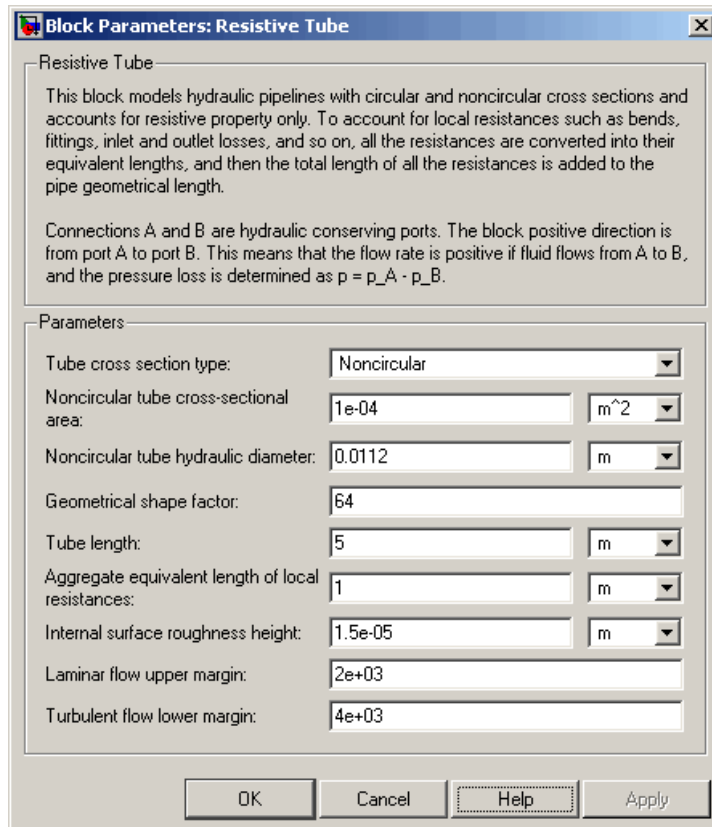 Block Parameters: Resistive Tube
Resistive Tube
This block models hydraulic pipelines with circular and noncircular cross sections and
accounts for resistive property only. To account for local resistances such as bends,
fittings, inlet and outlet losses, and so on, all the resistances are converted into their
equivalent lengths, and then the total length of all the resistances is added to the
pipe geometrical length.
Connections A and B are hydraulic conserving ports. The block positive direction is
from port A to port B. This means that the flow rate is positive if fluid flows from A to B,
and the pressure loss is determined as p = p_A - p_B.
Parameters
Tube cross section type: Noncircular
Noncircular tube cross-sectional
area: 1e-04 m^2
Noncircular tube hydraulic diameter: 0.0112 m
Geometrical shape factor: 64
Tube length: 5 m
Aggregate equivalent length of local
resistances: 1 m
Internal surface roughness height: 1.5e-05 m
Laminar flow upper margin: 2e+03
Turbulent flow lower margin: 4e+03
OK Cancel Help Apply